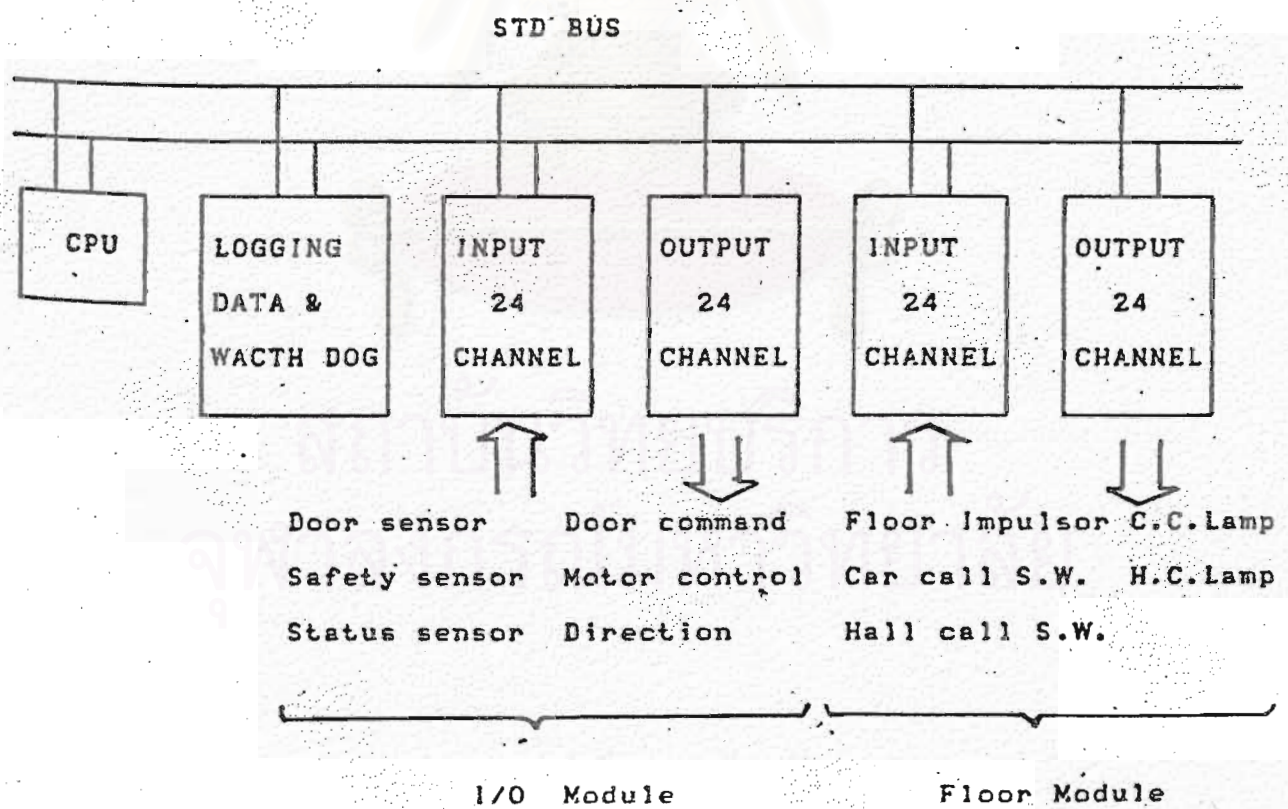 STD BUS
CPU
LOGGING
DATA &
WACTH DOG
INPUT
24
CHANNEL
OUTPUT
24
CHANNEL
INPUT
24
CHANNEL
OUTPUT
24
CHANNEL
Door sensor
Safety sensor
Status sensor
Door command
Motor control
Direction
Floor Impulsor
Car call S.W.
Hall call S.W.
C.C.Lamp
H.C.Lamp
I/O Module
Floor Module